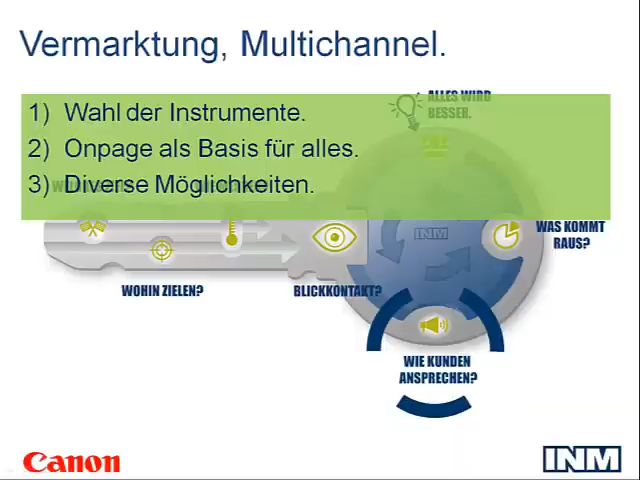 Vermarktung, Multichannel.
ALLES WIRD
BESSER.
1) Wahl der Instrumente.
2) Onpage als Basis für alles.
3) Diverse Möglichkeiten.
INM
WAS KOMMT
RAUS?
WOHIN ZIELEN?
BLICKKONTAKT?
WIE KUNDEN
ANSPRECHEN?
Canon
INM